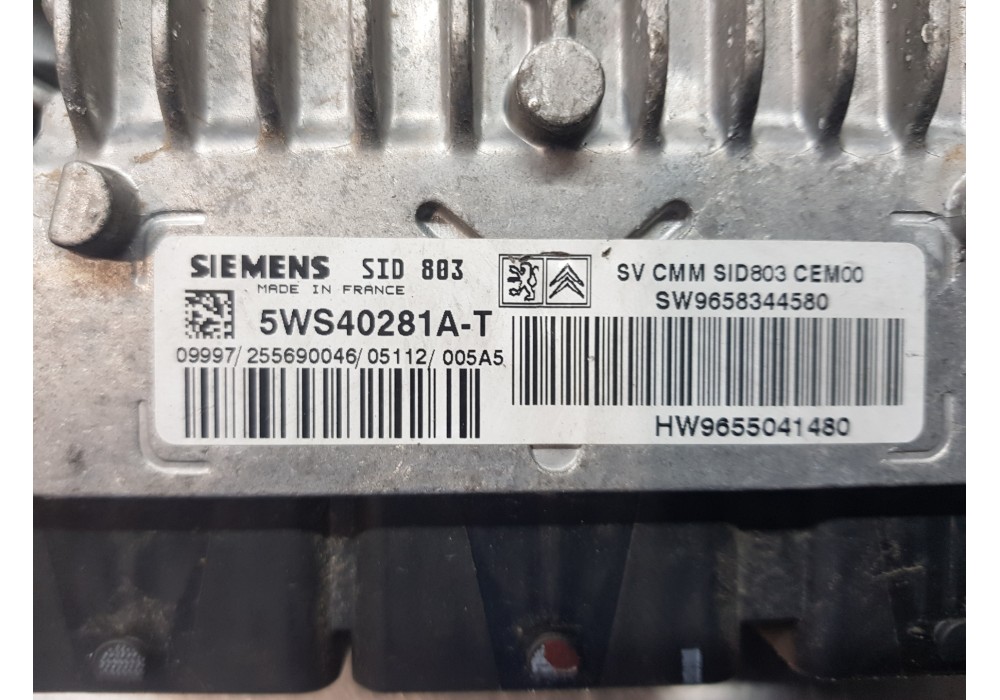 SIEMENS SID 803
MADE IN FRANCE
5WS40281A-T
09997/255690046/05112/005A5
SV CMM SID803 CEM00
SW9658344580
HW9655041480